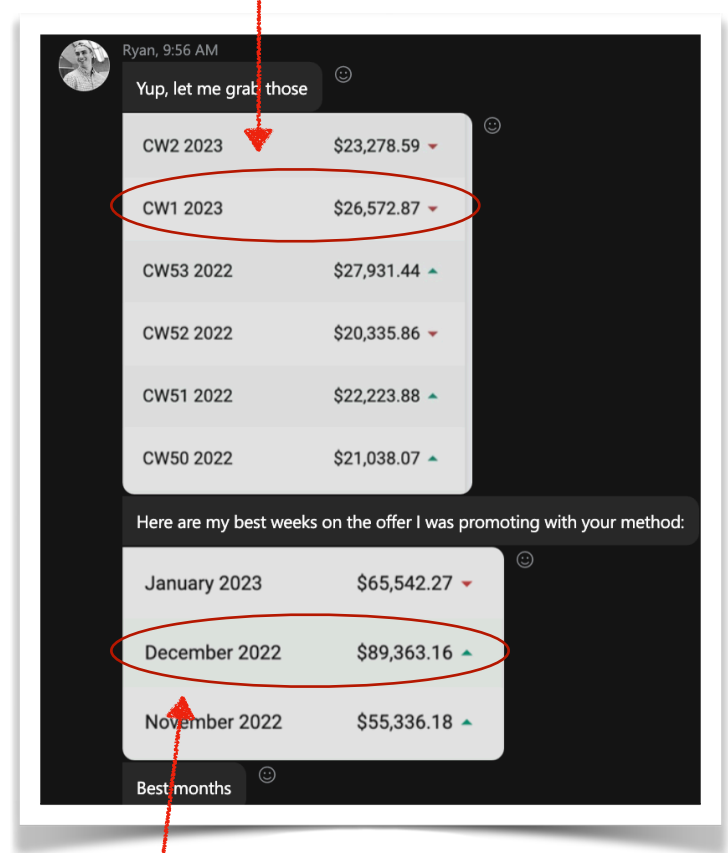 Ryan, 9:56 AM
Yup, let me grab those
CW2 2023 $23,278.59
CW1 2023 $26,572.87
CW53 2022 $27,931.44
CW52 2022 $20,335.86
CW51 2022 $22,223.88
CW50 2022 $21,038.07
Here are my best weeks on the offer I was promoting with your method:
January 2023 $65,542.27
December 2022 $89,363.16
November 2022 $55,336.18
Best months